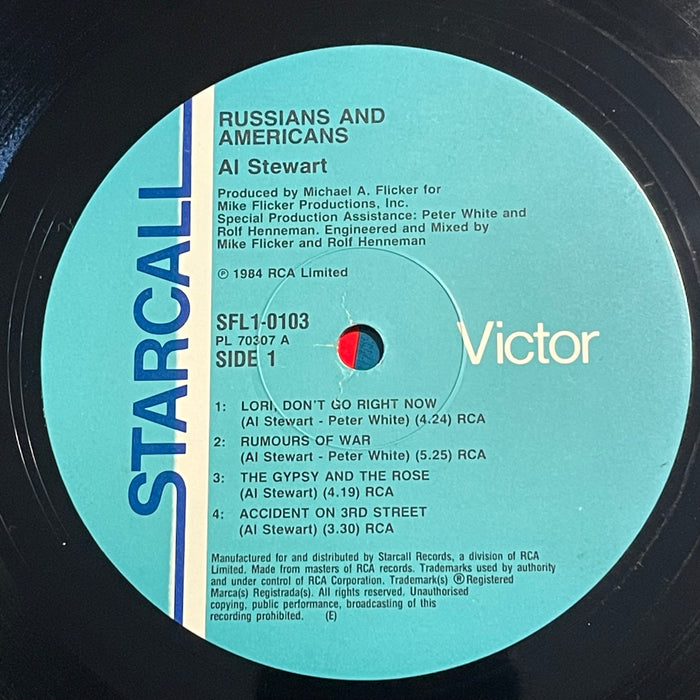 STARCALL
RUSSIANS AND
AMERICANS
Al Stewart
Produced by Michael A. Flicker for
Mike Flicker Productions, Inc.
Special Production Assistance: Peter White and
Rolf Henneman. Engineered and Mixed by
Mike Flicker and Rolf Henneman
℗ 1984 RCA Limited
SFL1-0103
PL 70307 A
SIDE 1
Victor
1: LORI, DON'T GO RIGHT NOW
(Al Stewart - Peter White) (4.24) RCA
2: RUMOURS OF WAR
(Al Stewart - Peter White) (5.25) RCA
3: THE GYPSY AND THE ROSE
(Al Stewart) (4.19) RCA
4: ACCIDENT ON 3RD STREET
(Al Stewart) (3.30) RCA
Manufactured for and distributed by Starcall Records, a division of RCA
Limited. Made from masters of RCA records. Trademarks used by authority
and under control of RCA Corporation. Trademark(s) ® Registered
Marca(s) Registrada(s). All rights reserved. Unauthorised
copying, public performance, broadcasting of this
recording prohibited. (E)